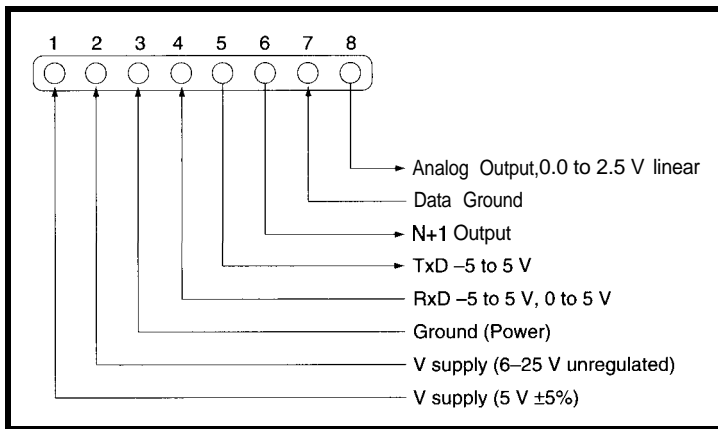 1 2 3 4 5 6 7 8
Analog Output,0.0 to 2.5 V linear
Data Ground
N+1 Output
TxD –5 to 5 V
RxD –5 to 5 V, 0 to 5 V
Ground (Power)
V supply (6–25 V unregulated)
V supply (5 V ±5%)